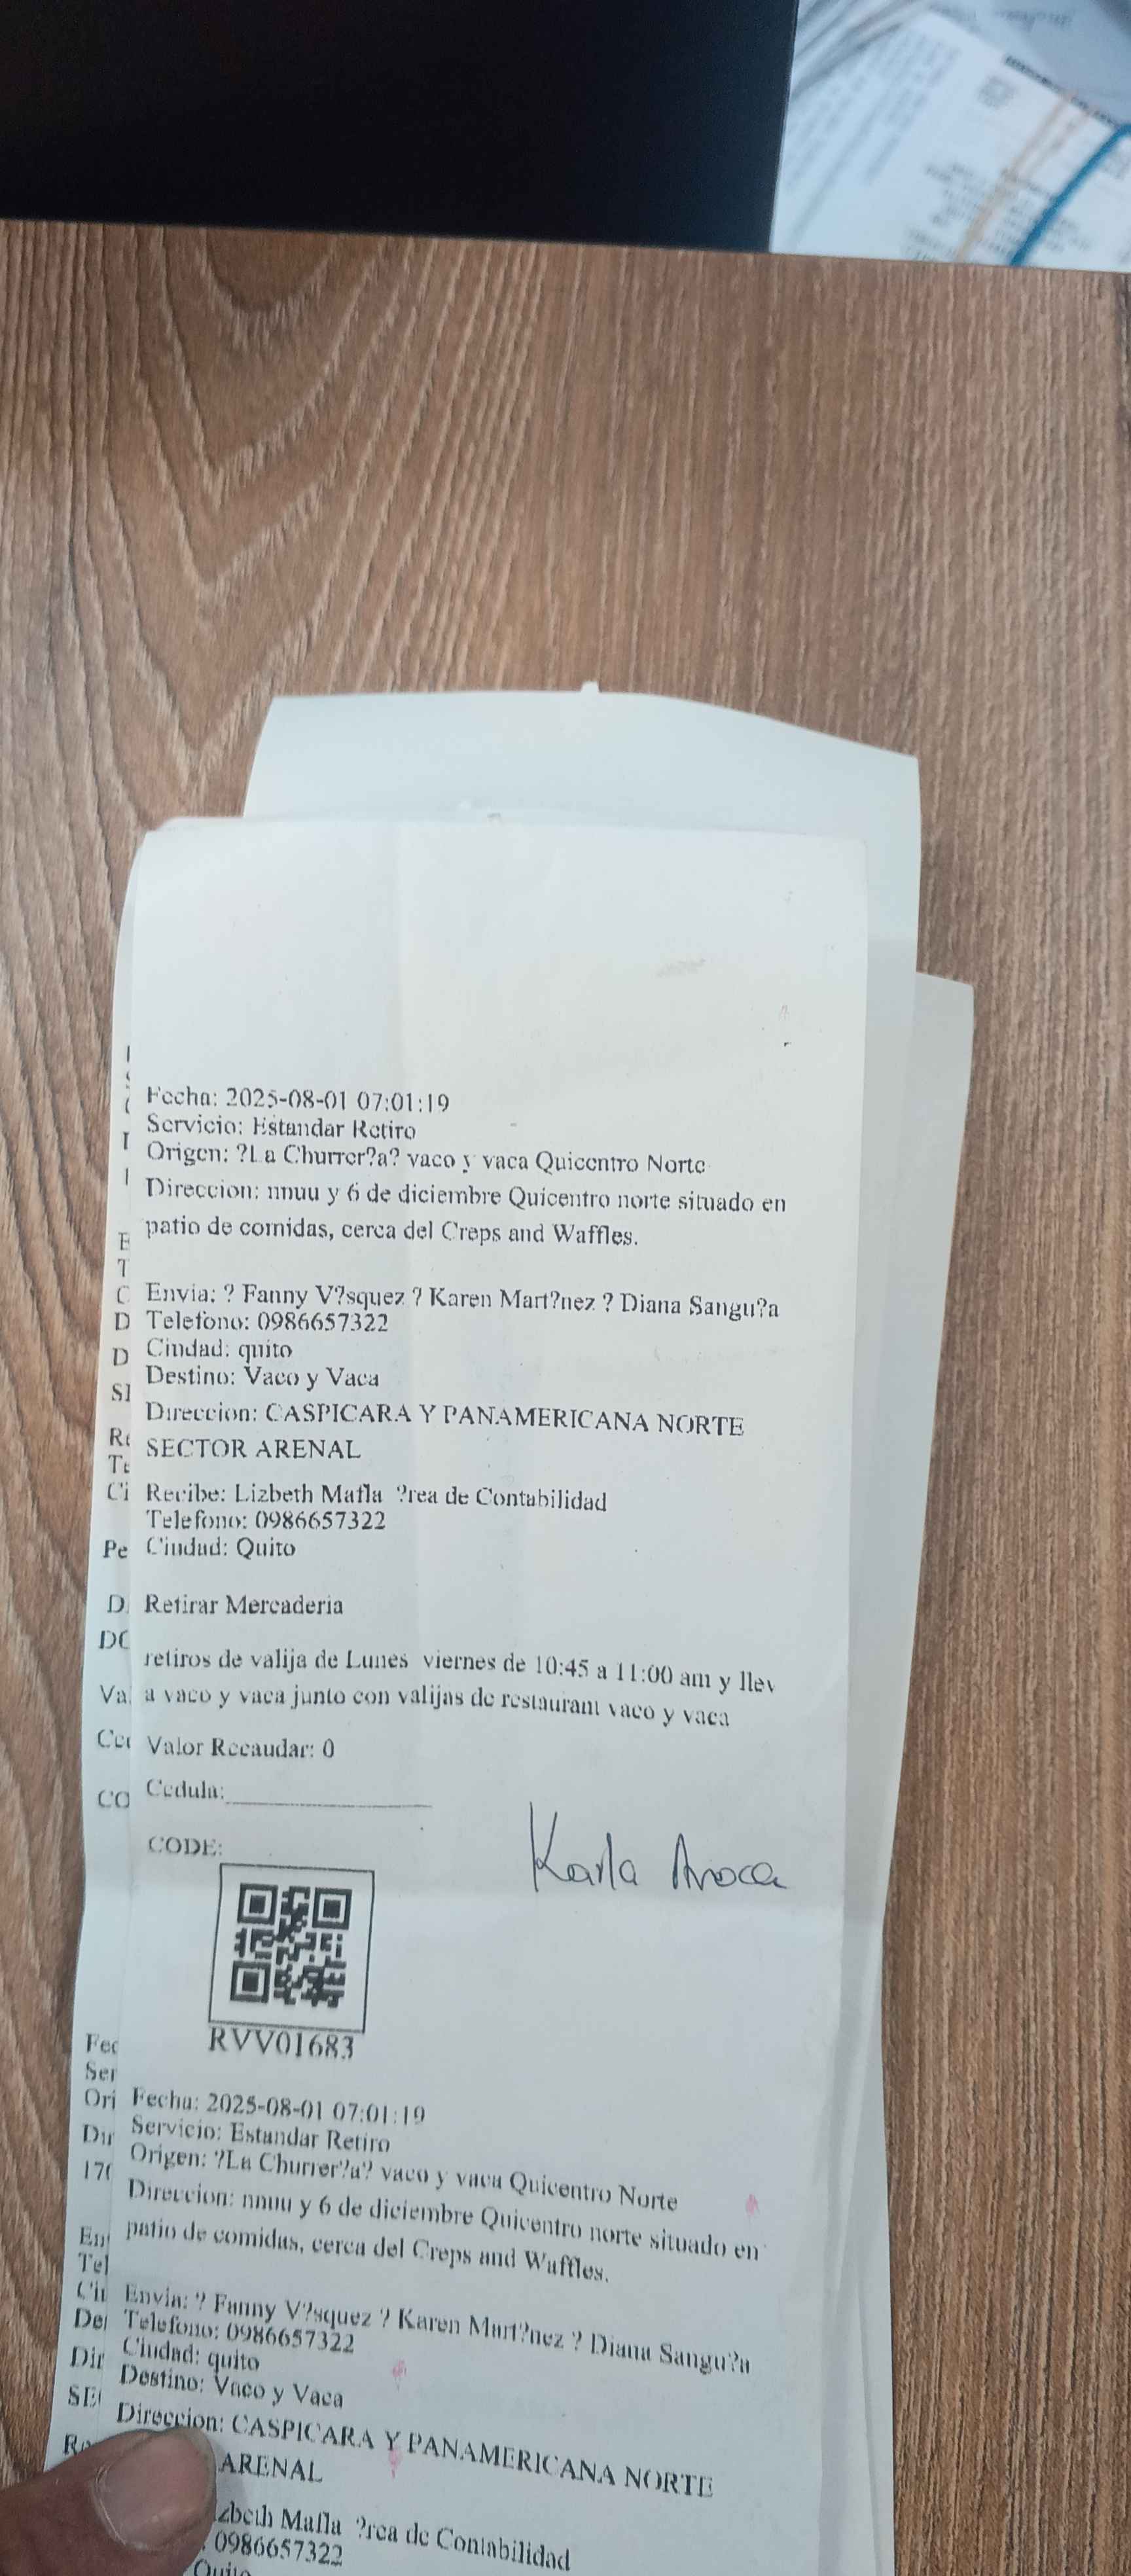 Fecha: 2025-08-01 07:01:19
Servicio: Estandar Retiro
Origen: ?La Churrer?a? vaco y vaca Quicentro Norte
Direccion: nnuu y 6 de diciembre Quicentro norte situado en
patio de comidas, cerca del Creps and Waffles.
Envia: ? Fanny V?squez ? Karen Mart?nez ? Diana Sangu?a
Telefono: 0986657322
Ciudad: quito
Destino: Vaco y Vaca
Direccion: CASPICARA Y PANAMERICANA NORTE
SECTOR ARENAL
Recibe: Lizbeth Mafla ?rea de Contabilidad
Telefono: 0986657322
Ciudad: Quito
Retirar Mercaderia
retiros de valija de Lunes viernes de 10:45 a 11:00 am y llev
a vaco y vaca junto con valijas de restaurant vaco y vaca
Valor Recaudar: 0
Cedula:
Karla Aroca
CODE:
RVV01683
Fecha: 2025-08-01 07:01:19
Servicio: Estandar Retiro
Origen: ?La Churrer?a? vaco y vaca Quicentro Norte
Direccion: nnuu y 6 de diciembre Quicentro norte situado en
patio de comidas, cerca del Creps and Waffles.
Envia: ? Fanny V?squez ? Karen Mart?nez ? Diana Sangu?a
Telefono: 0986657322
Ciudad: quito
Destino: Vaco y Vaca
Direccion: CASPICARA Y PANAMERICANA NORTE
ARENAL
zbeth Mafla ?rea de Contabilidad
0986657322
Quito